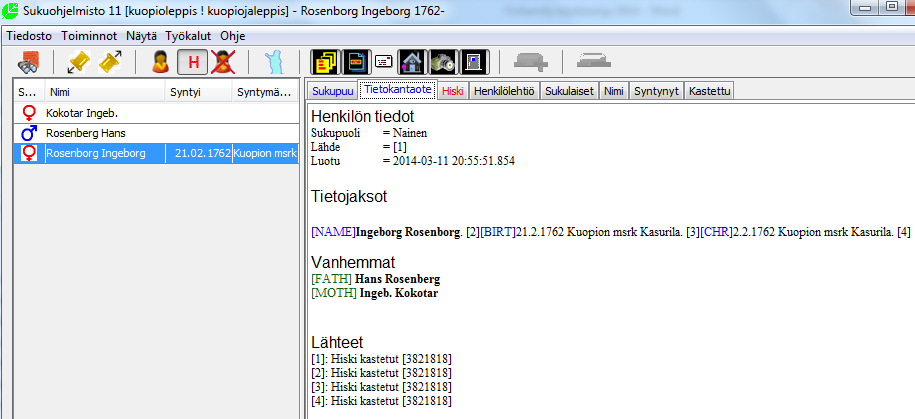 Sukuohjelmisto 11 [kuopioleppis ! kuopiojaleppis] - Rosenborg Ingeborg 1762-
Tiedosto Toiminnot Näytä Työkalut Ohje
H
S... Nimi Syntyi Syntymä...
Kokotar Ingeb.
Rosenberg Hans
Rosenborg Ingeborg 21.02.1762 Kuopion msrk
Sukupuu Tietokantaote Hiski Henkilölehtiö Sukulaiset Nimi Syntynyt Kastettu
Henkilön tiedot
Sukupuoli = Nainen
Lähde = [1]
Luotu = 2014-03-11 20:55:51.854
Tietojaksot
[NAME]Ingeborg Rosenborg. [2][BIRT]21.2.1762 Kuopion msrk Kasurila. [3][CHR]2.2.1762 Kuopion msrk Kasurila. [4]
Vanhemmat
[FATH] Hans Rosenberg
[MOTH] Ingeb. Kokotar
Lähteet
[1]: Hiski kastetut [3821818]
[2]: Hiski kastetut [3821818]
[3]: Hiski kastetut [3821818]
[4]: Hiski kastetut [3821818]